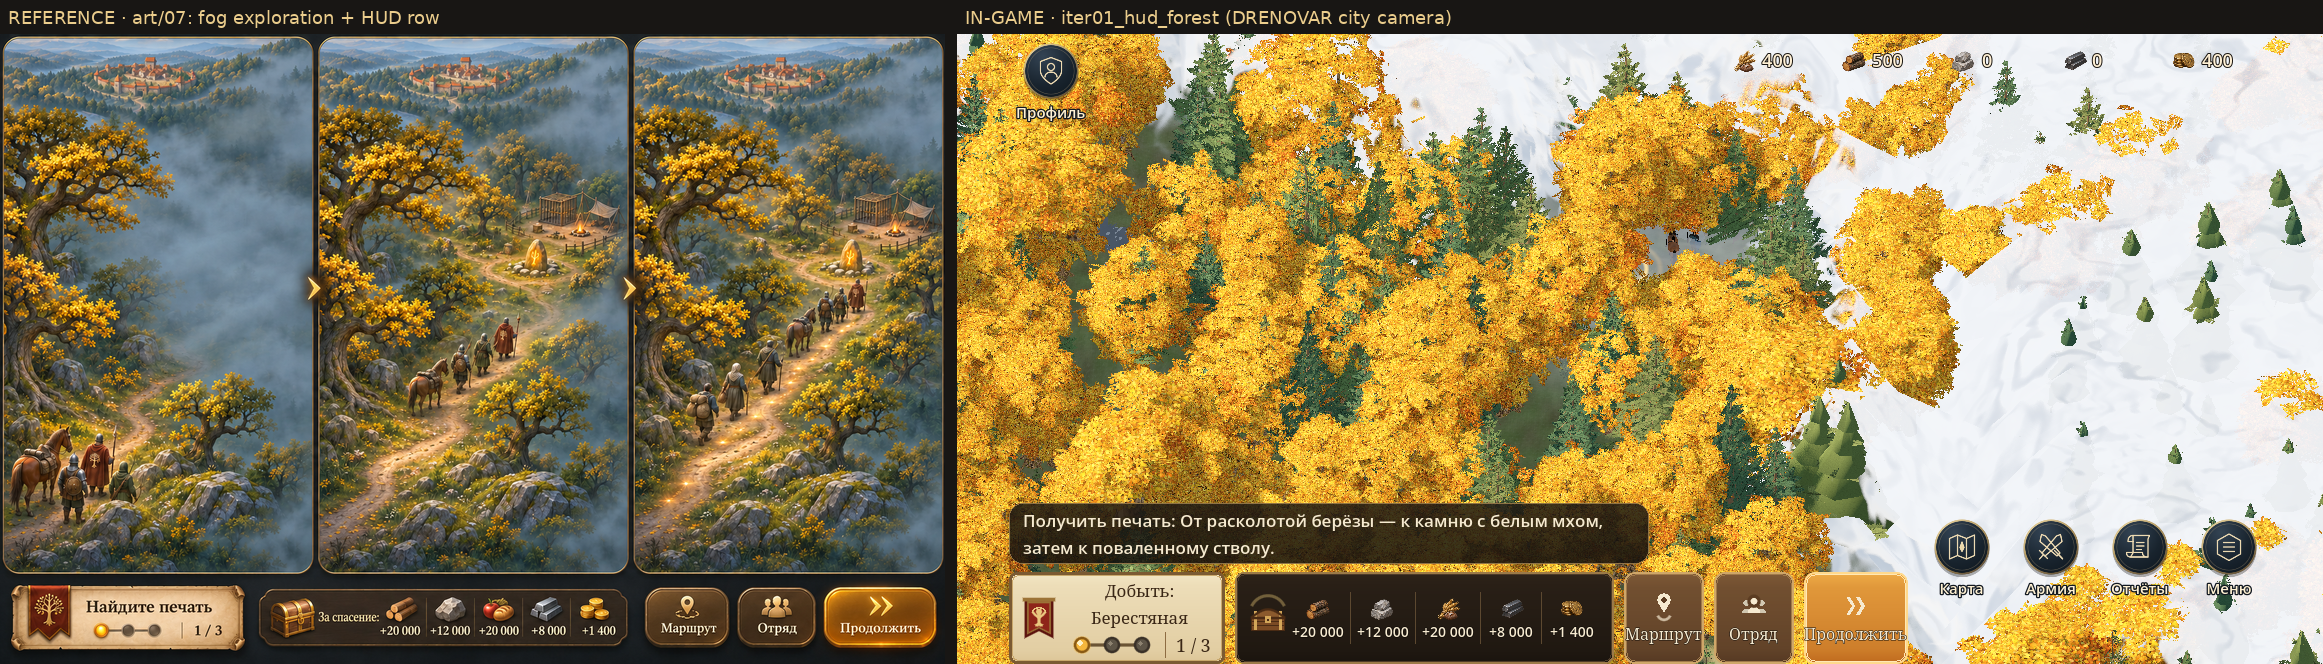 REFERENCE · art/07: fog exploration + HUD row
IN-GAME · iter01_hud_forest (DRENOVAR city camera)
Профиль
400
500
0
0
400
Получить печать: От расколотой берёзы — к камню с белым мхом,
затем к поваленному стволу.
Карта
Армия
Отчёты
Меню
Найдите печать
1 / 3
За спасение:
+20 000
+12 000
+20 000
+8 000
+1 400
Маршрут
Отряд
Продолжить
Добыть:
Берестяная
1 / 3
+20 000
+12 000
+20 000
+8 000
+1 400
Маршрут
Отряд
Продолжить